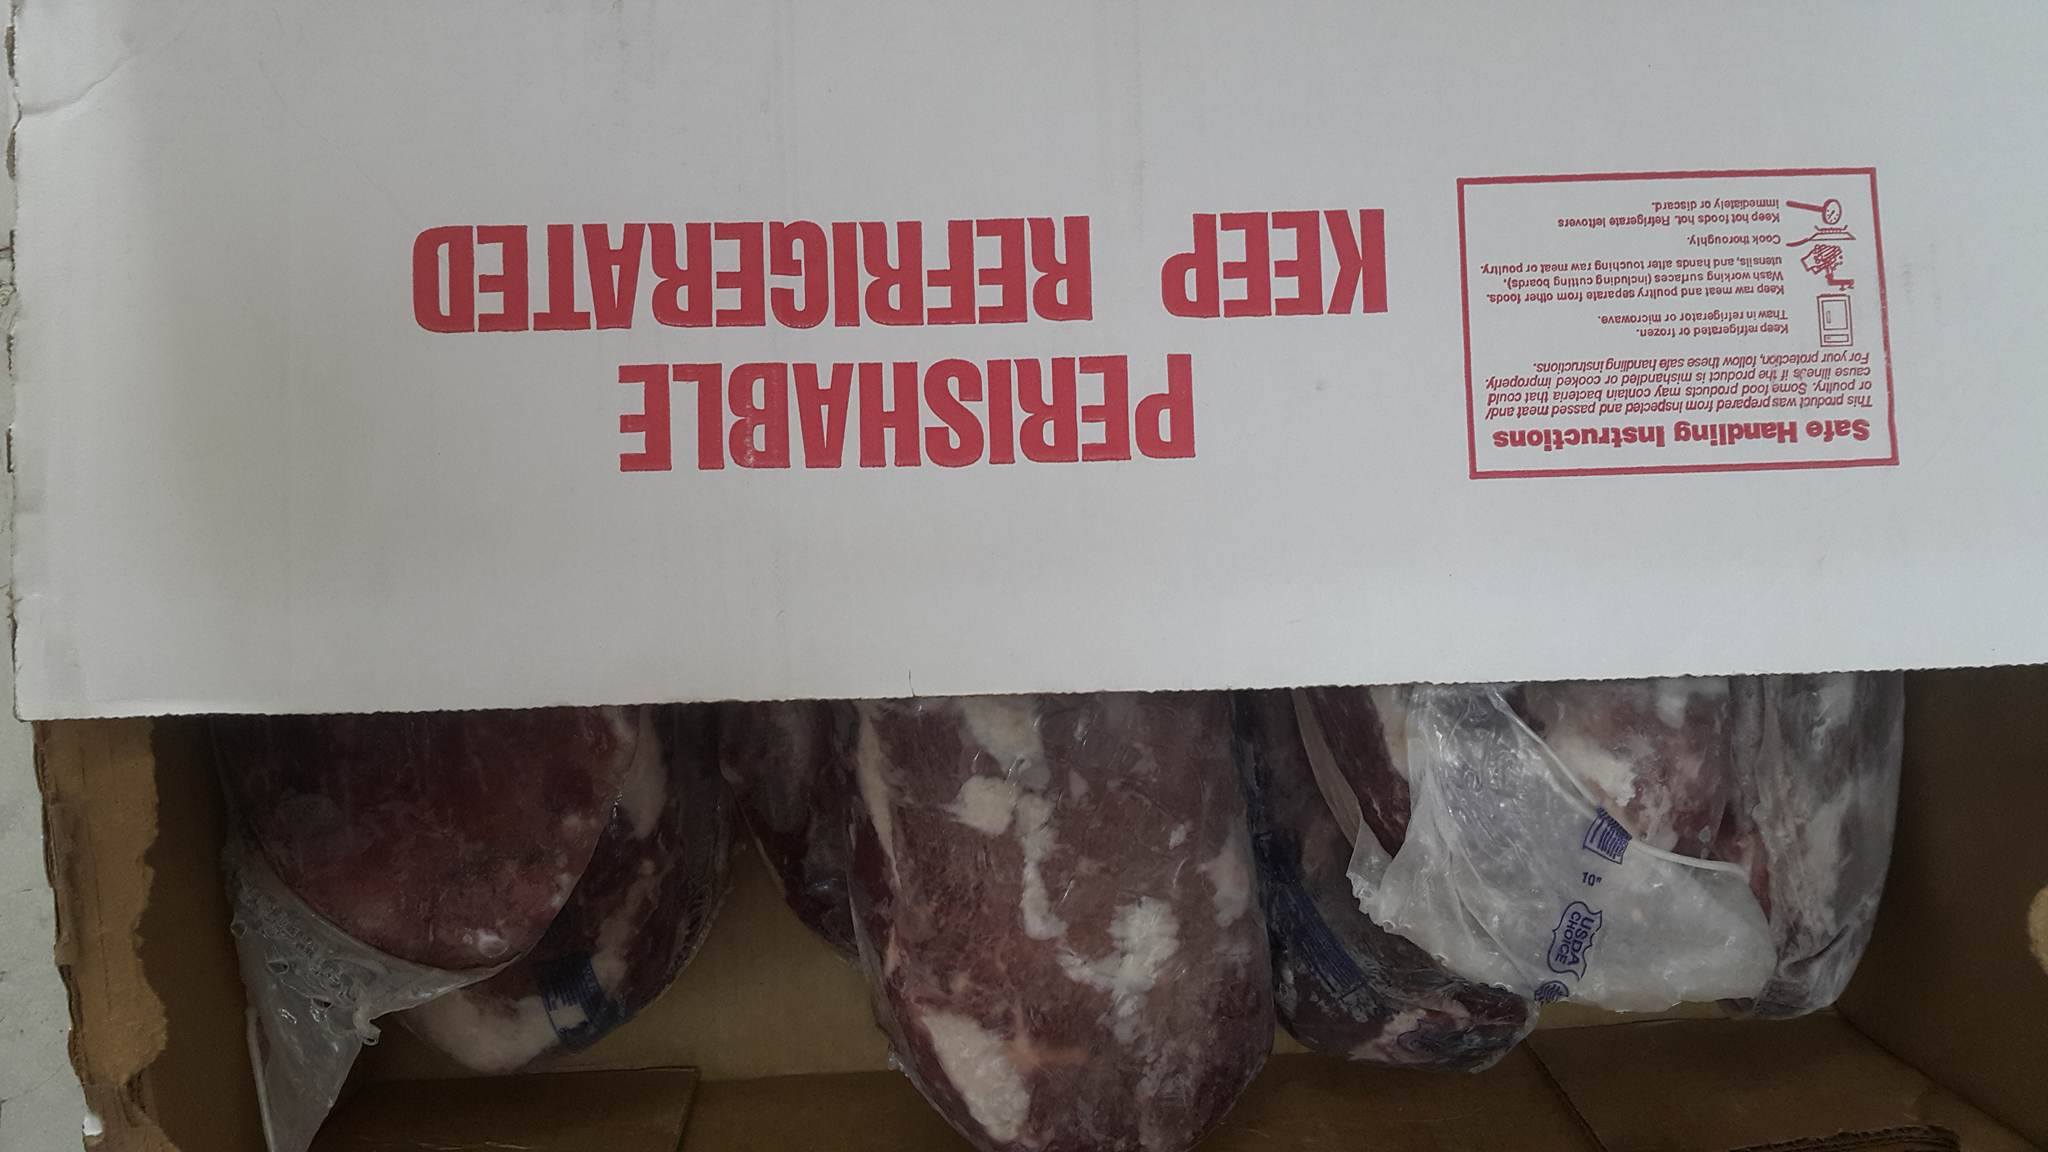 PERISHABLE
KEEP REFRIGERATED
Safe Handling Instructions
This product was prepared from inspected and passed meat and/
or poultry. Some food products may contain bacteria that could
cause illness if the product is mishandled or cooked improperly.
For your protection, follow these safe handling instructions.
Keep refrigerated or frozen.
Thaw in refrigerator or microwave.
Keep raw meat and poultry separate from other foods.
Wash working surfaces (including cutting boards),
utensils, and hands after touching raw meat or poultry.
Cook thoroughly.
Keep hot foods hot. Refrigerate leftovers
immediately or discard.
10"
USDA
CHOICE